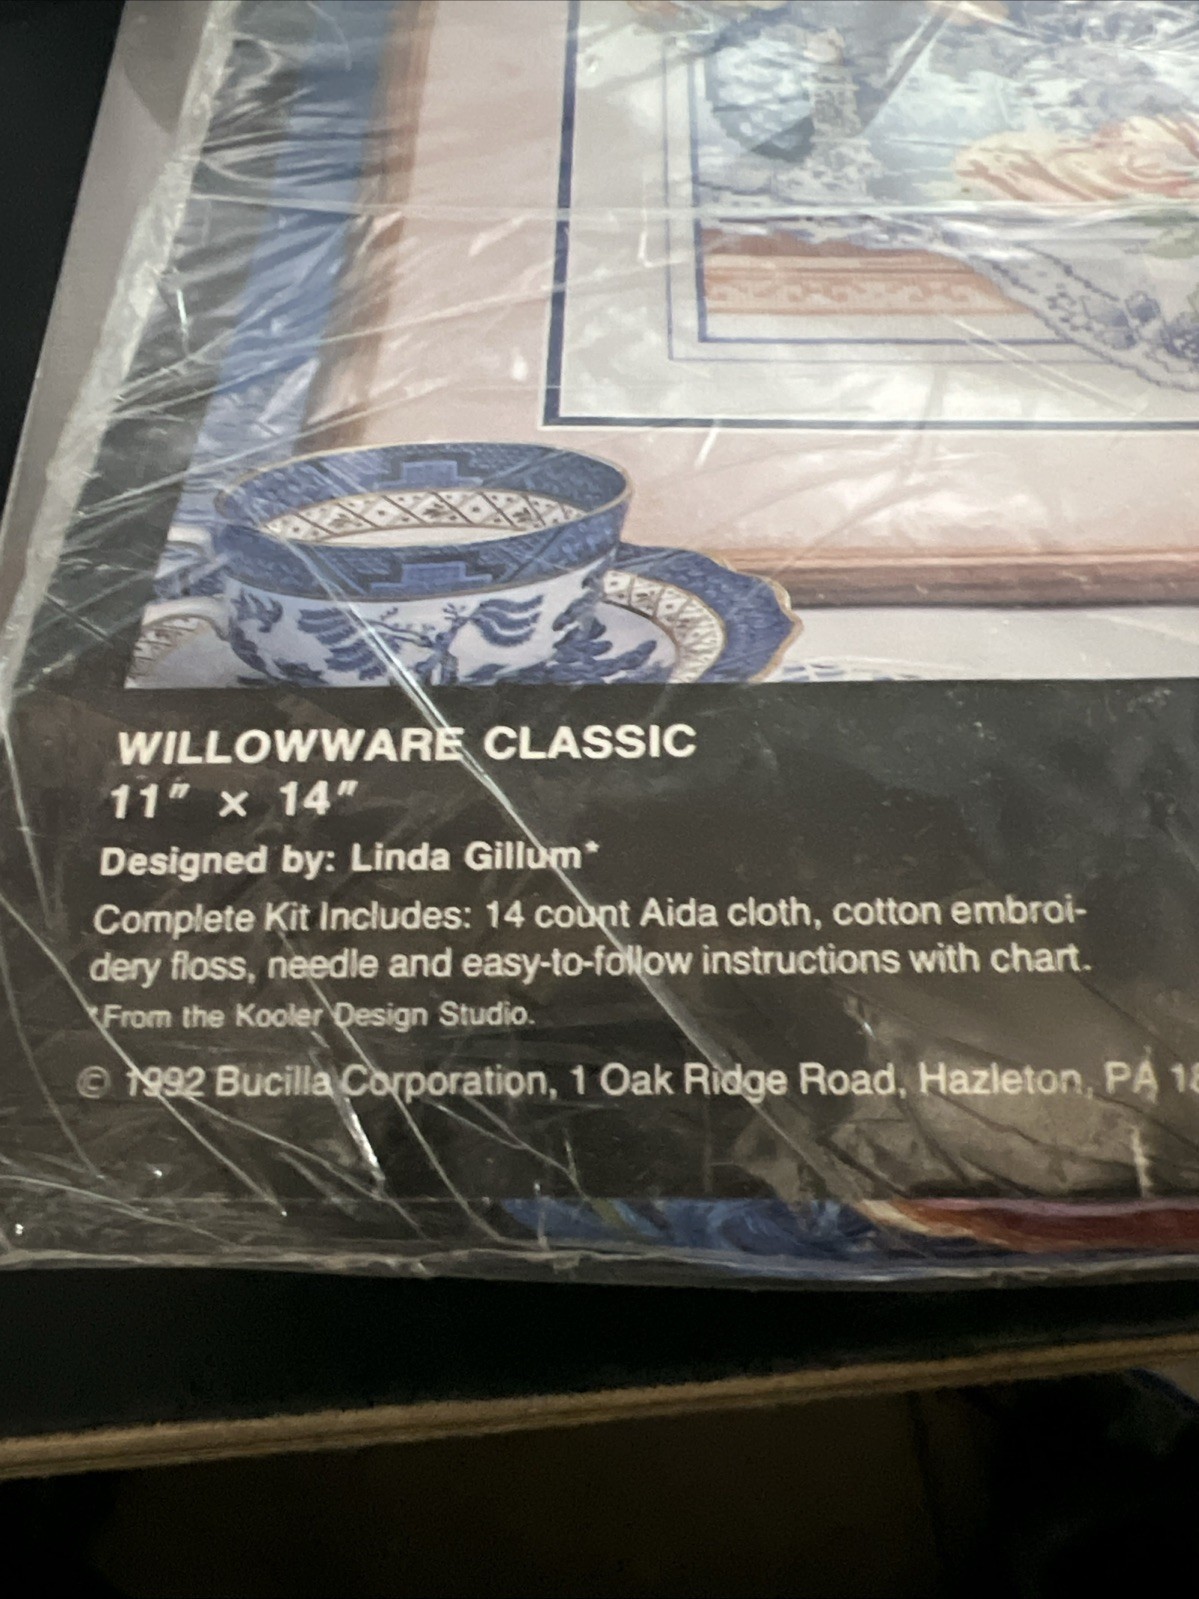 WILLOWWARE CLASSIC
11" x 14"
Designed by: Linda Gillum*
Complete Kit Includes: 14 count Aida cloth, cotton embroi-
dery floss, needle and easy-to-follow instructions with chart.
*From the Kooler Design Studio.
© 1992 Bucilla Corporation, 1 Oak Ridge Road, Hazleton, PA